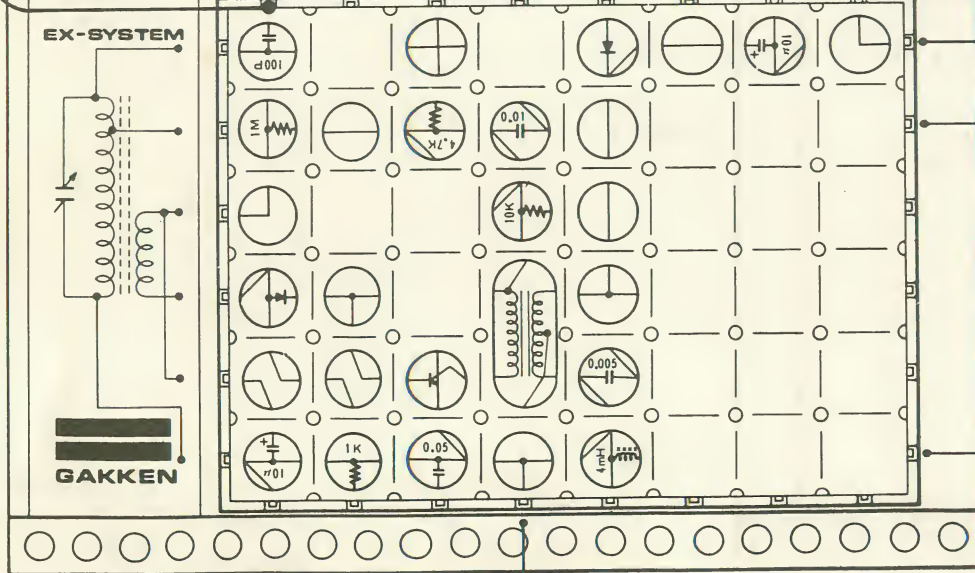 EX-SYSTEM
100P
10μ
1M
4.7K
0.01
10K
0.005
10μ
1K
0.05
4mH
GAKKEN